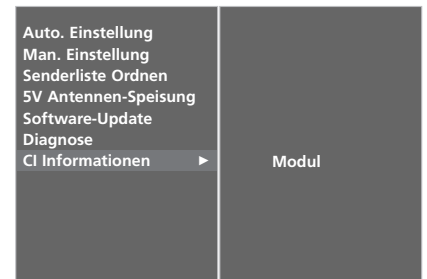 Auto. Einstellung
Man. Einstellung
Senderliste Ordnen
5V Antennen-Speisung
Software-Update
Diagnose
CI Informationen ► Modul